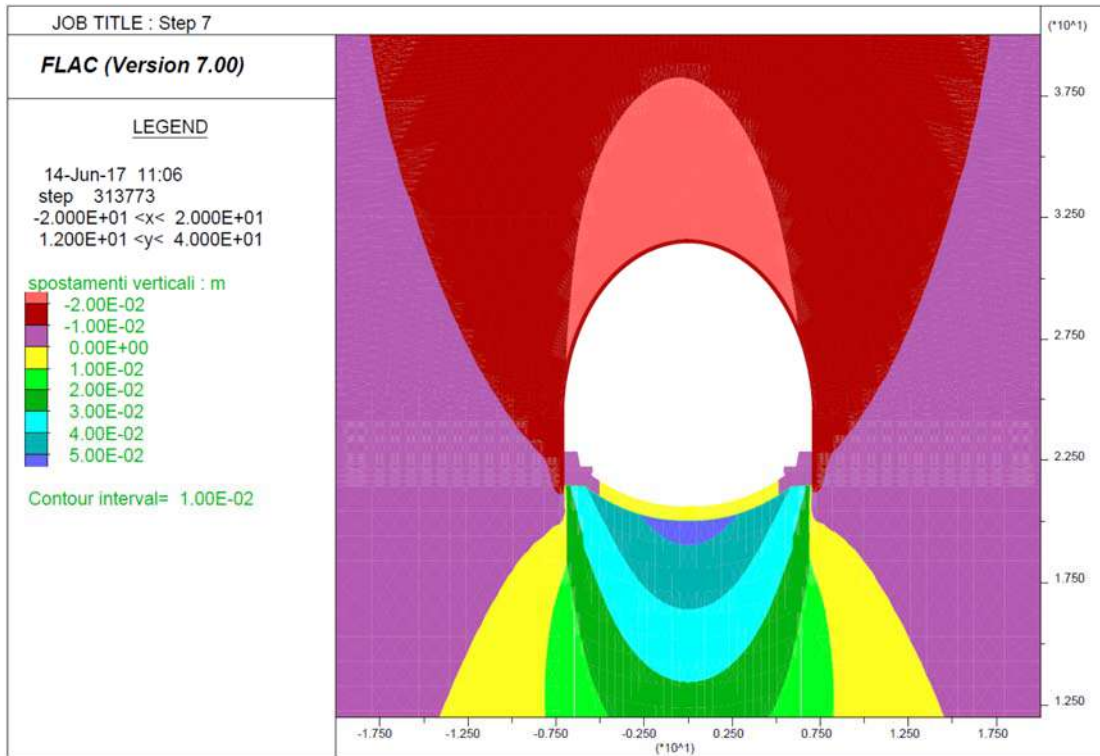 JOB TITLE : Step 7
FLAC (Version 7.00)
LEGEND
14-Jun-17 11:06
step 313773
-2.000E+01 <x< 2.000E+01
1.200E+01 <y< 4.000E+01
spostamenti verticali : m
-2.00E-02
-1.00E-02
0.00E+00
1.00E-02
2.00E-02
3.00E-02
4.00E-02
5.00E-02
Contour interval= 1.00E-02
(*10^1)
3.750
3.250
2.750
2.250
1.750
1.250
-1.750 -1.250 -0.750 -0.250 0.250 0.750 1.250 1.750
(*10^1)